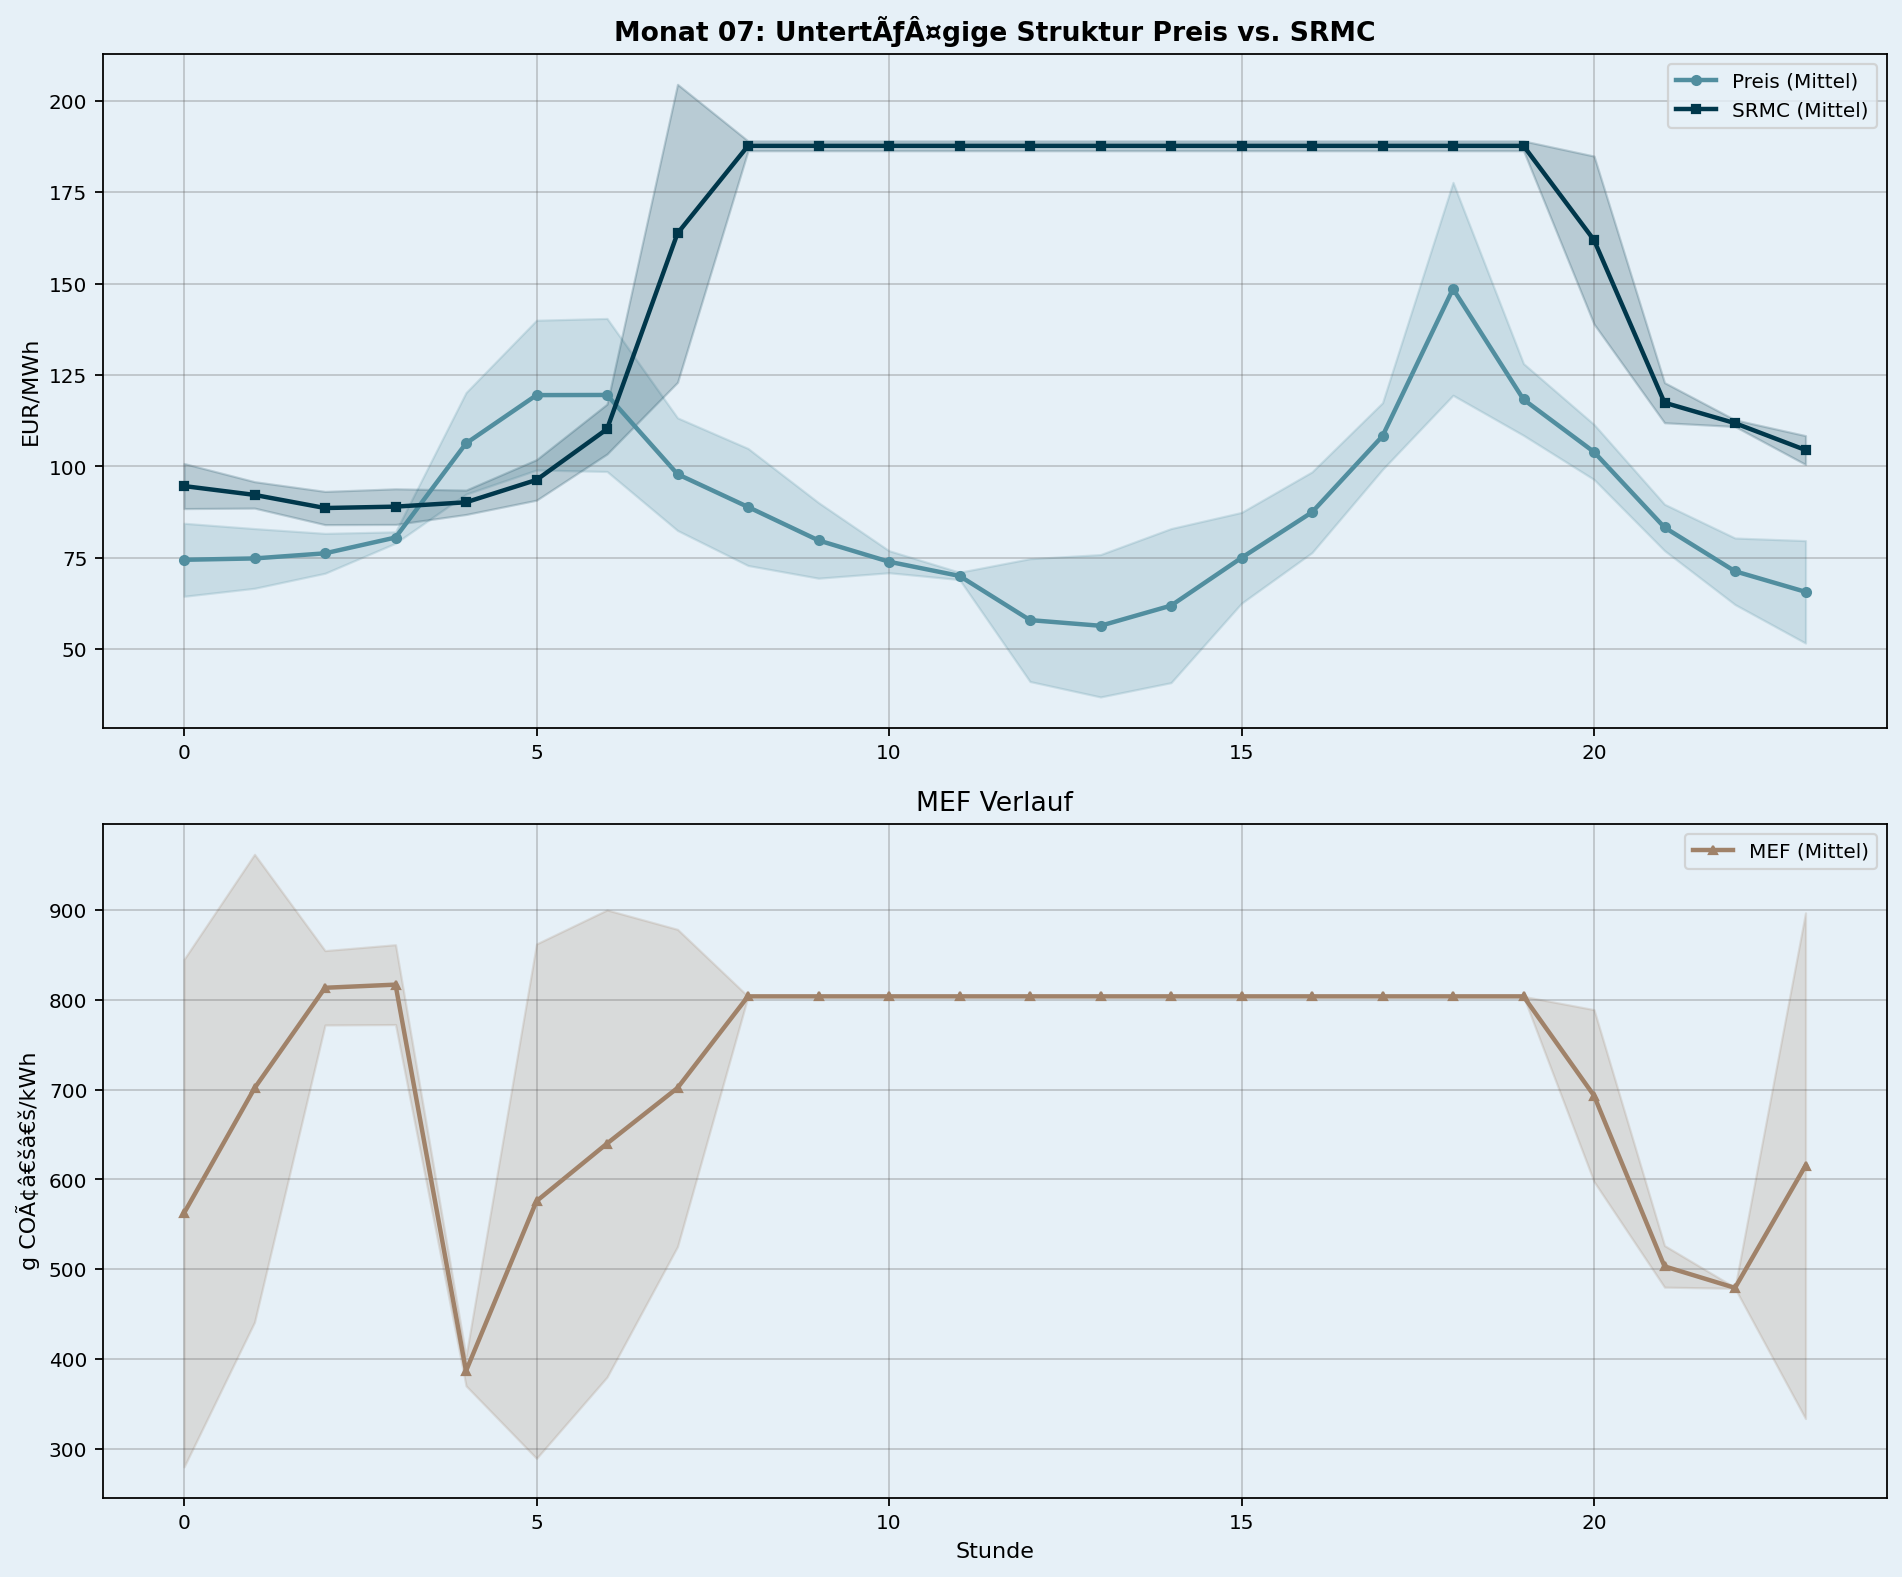 Monat 07: UntertÃƒÂ¤gige Struktur Preis vs. SRMC
Preis (Mittel)
SRMC (Mittel)
EUR/MWh
200
175
150
125
100
75
50
0 5 10 15 20
MEF Verlauf
MEF (Mittel)
g COÃ¢â€šâ€š/kWh
900
800
700
600
500
400
300
0 5 10 15 20
Stunde